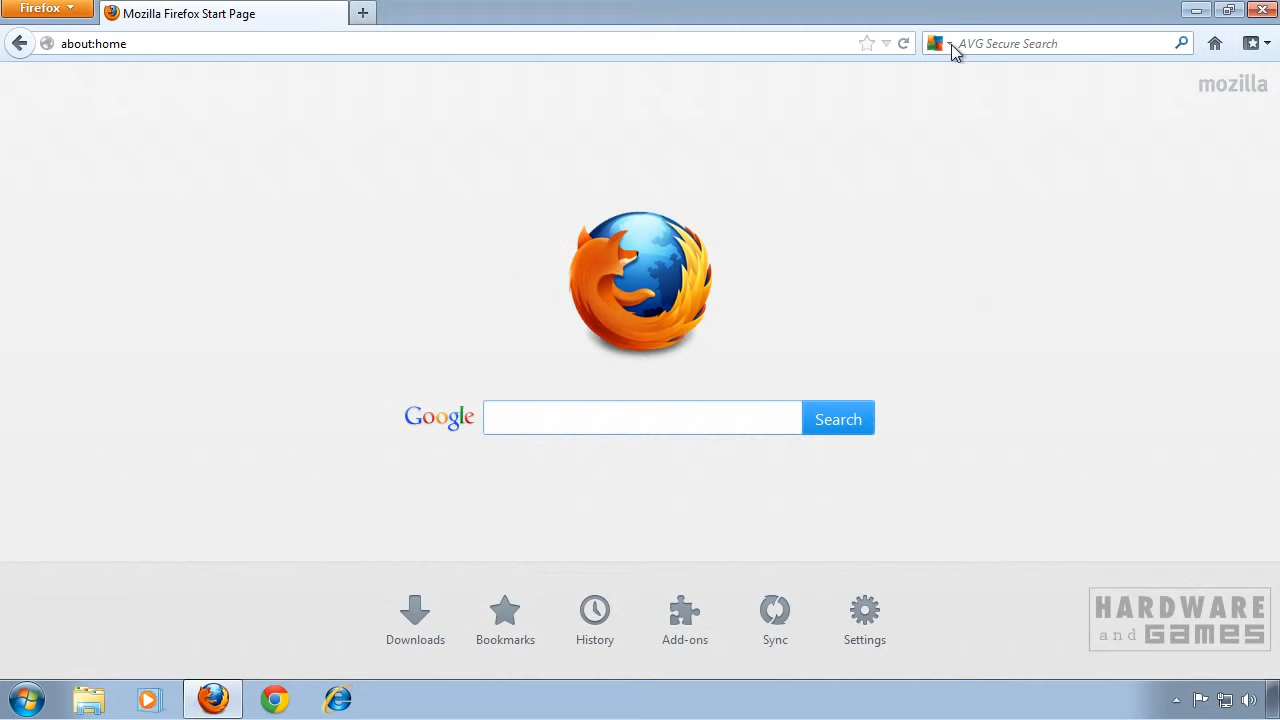 Firefox
Mozilla Firefox Start Page
about:home
AVG Secure Search
mozilla
Google
Search
Downloads
Bookmarks
History
Add-ons
Sync
Settings
HARDWARE
and GAMES